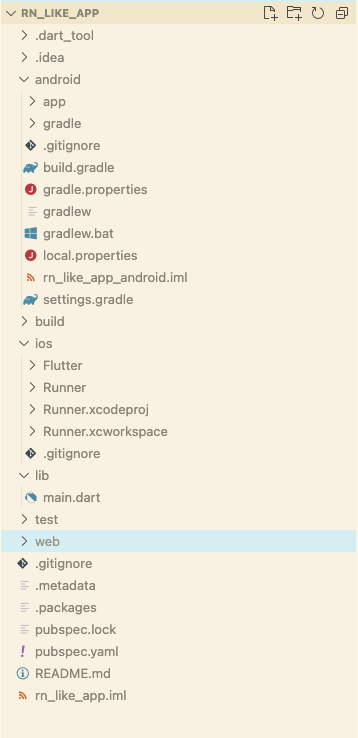 RN_LIKE_APP
.dart_tool
.idea
android
app
gradle
.gitignore
build.gradle
gradle.properties
gradlew
gradlew.bat
local.properties
rn_like_app_android.iml
settings.gradle
build
ios
Flutter
Runner
Runner.xcodeproj
Runner.xcworkspace
.gitignore
lib
main.dart
test
web
.gitignore
.metadata
.packages
pubspec.lock
pubspec.yaml
README.md
rn_like_app.iml